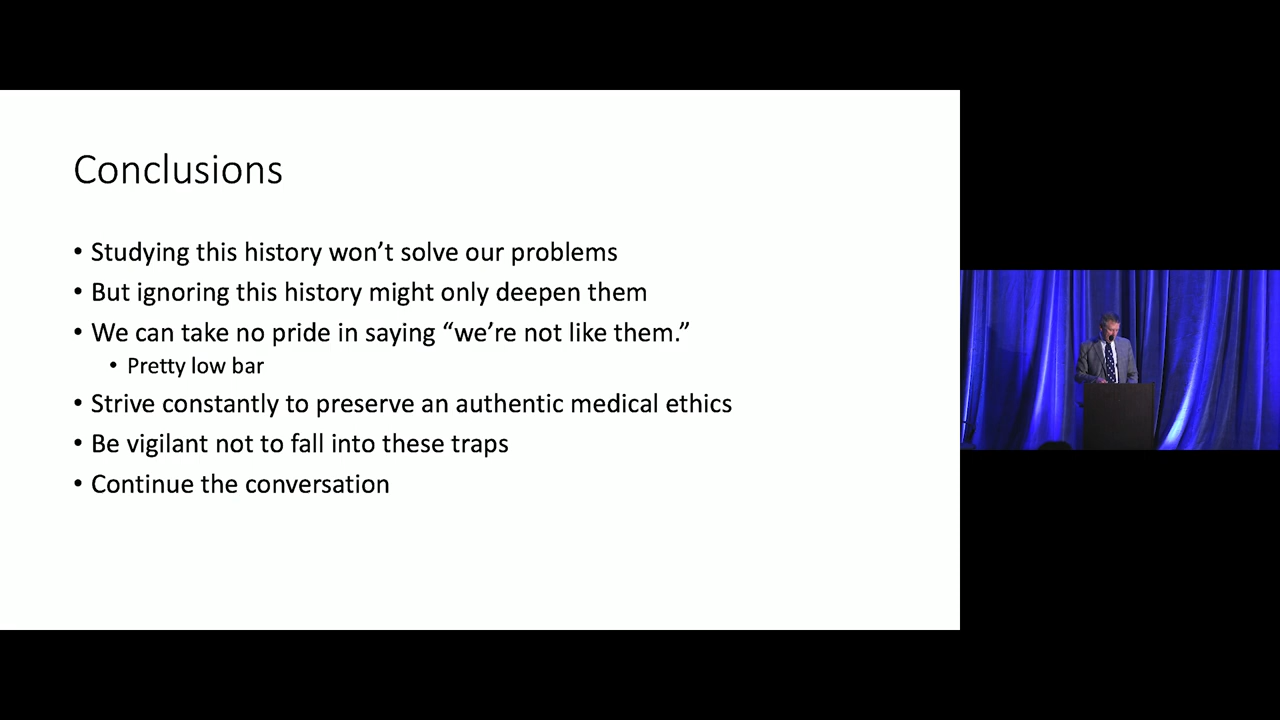 Conclusions
• Studying this history won’t solve our problems
• But ignoring this history might only deepen them
• We can take no pride in saying “we’re not like them.”
• Pretty low bar
• Strive constantly to preserve an authentic medical ethics
• Be vigilant not to fall into these traps
• Continue the conversation